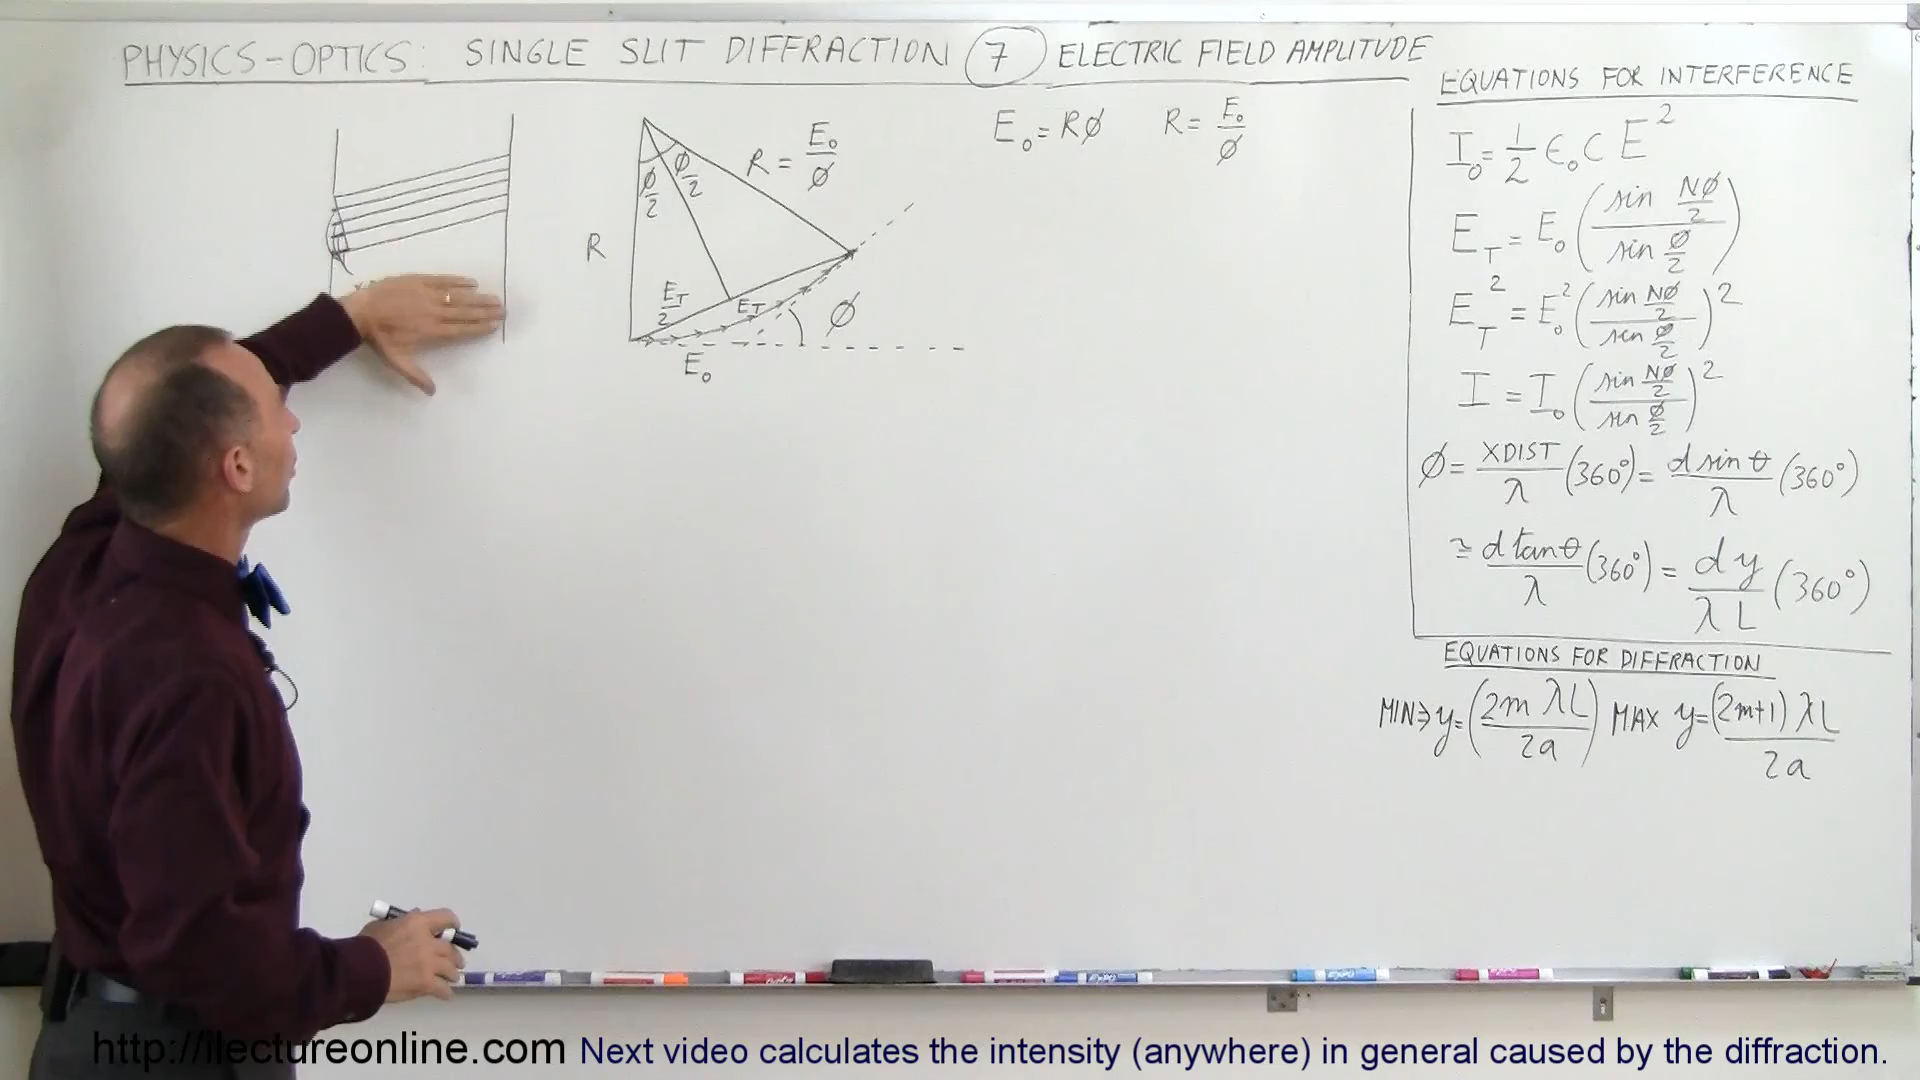 PHYSICS-OPTICS: SINGLE SLIT DIFFRACTION 7 ELECTRIC FIELD AMPLITUDE
E₀ = Rø R = E₀/ø
R = E₀/ø
ø/2 ø/2
R
E_T/2 E_T
ø
E₀
EQUATIONS FOR INTERFERENCE
I₀ = 1/2 ε₀ C E²
E_T = E₀ (sin Nø/2 / sin ø/2)
E_T² = E₀² (sin Nø/2 / sin ø/2)²
I = I₀ (sin Nø/2 / sin ø/2)²
ø = XDIST/λ (360°) = d sin θ/λ (360°)
≅ d tan θ/λ (360°) = d y/λ L (360°)
EQUATIONS FOR DIFFRACTION
MIN ⇒ y = (2m λL/2a) MAX y = (2m+1) λL/2a
EXPO
http://ilectureonline.com Next video calculates the intensity (anywhere) in general caused by the diffraction.